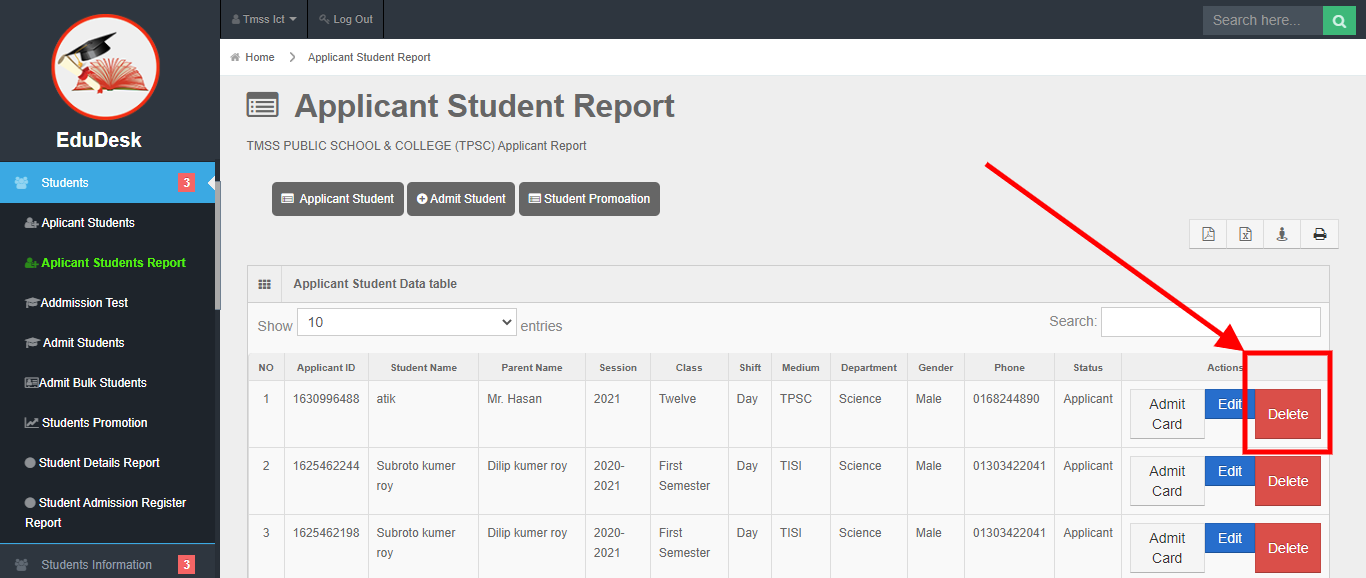 Tmss Ict
Log Out
Search here...
EduDesk
Home
Applicant Student Report
Applicant Student Report
TMSS PUBLIC SCHOOL & COLLEGE (TPSC) Applicant Report
Students 3
Aplicant Students
Aplicant Students Report
Addmission Test
Admit Students
Admit Bulk Students
Students Promotion
Student Details Report
Student Admission Register
Report
Students Information 3
Applicant Student
Admit Student
Student Promoation
Applicant Student Data table
Show 10 entries
Search:
NO Applicant ID Student Name Parent Name Session Class Shift Medium Department Gender Phone Status Actions
1 1630996488 atik Mr. Hasan 2021 Twelve Day TPSC Science Male 0168244890 Applicant Admit Card Edit Delete
2 1625462244 Subroto kumer roy Dilip kumer roy 2020-2021 First Semester Day TISI Science Male 01303422041 Applicant Admit Card Edit Delete
3 1625462198 Subroto kumer roy Dilip kumer roy 2020-2021 First Semester Day TISI Science Male 01303422041 Applicant Admit Card Edit Delete